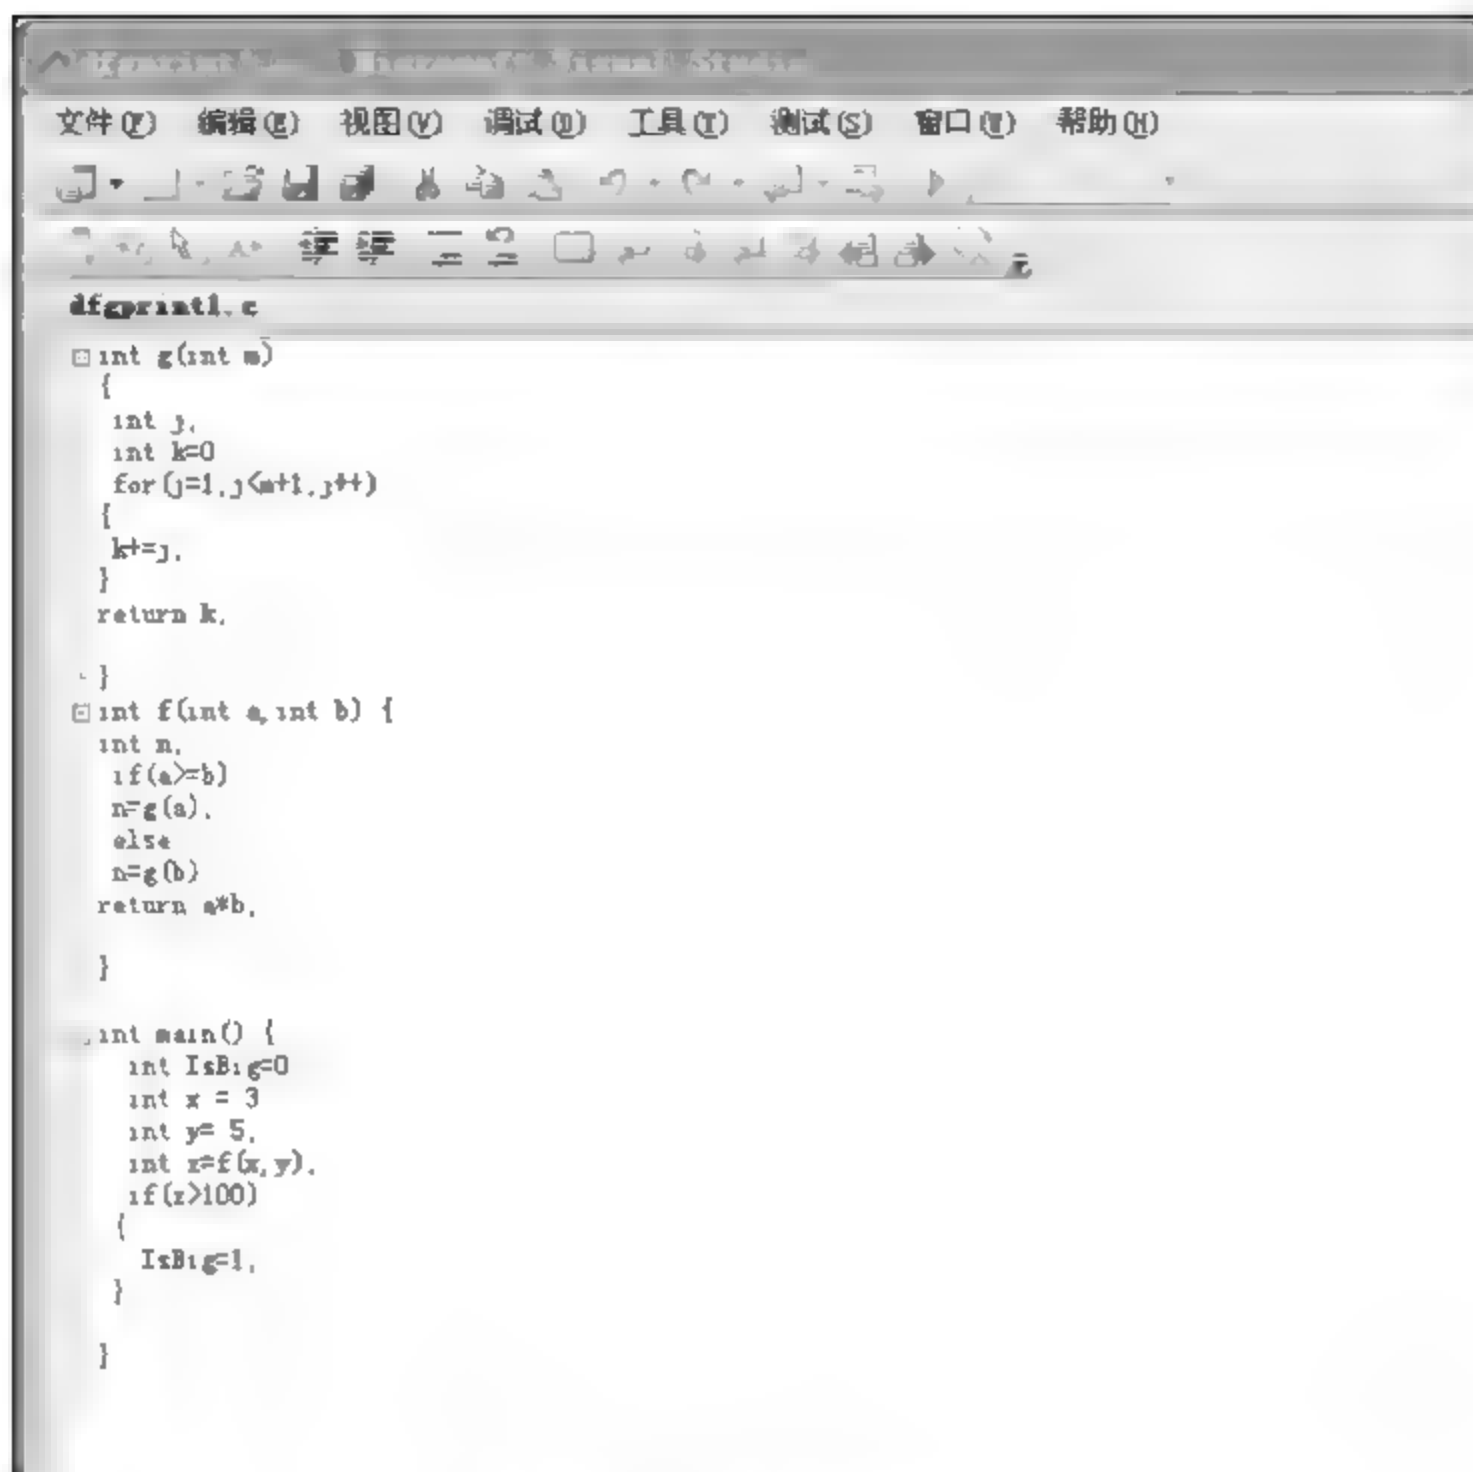 文件(F) 编辑(E) 视图(V) 调试(D) 工具(T) 测试(S) 窗口(W) 帮助(H)
dfgprint1.c
int g(int m)
{
int j;
int k=0
for(j=1;j<m+1;j++)
{
k+=j;
}
return k;
}
int f(int a,int b) {
int n;
if(a>=b)
n=g(a);
else
n=g(b)
return a*b;
}
int main() {
int IsBig=0
int x = 3
int y= 5;
int z=f(x,y);
if(z>100)
{
IsBig=1;
}
}